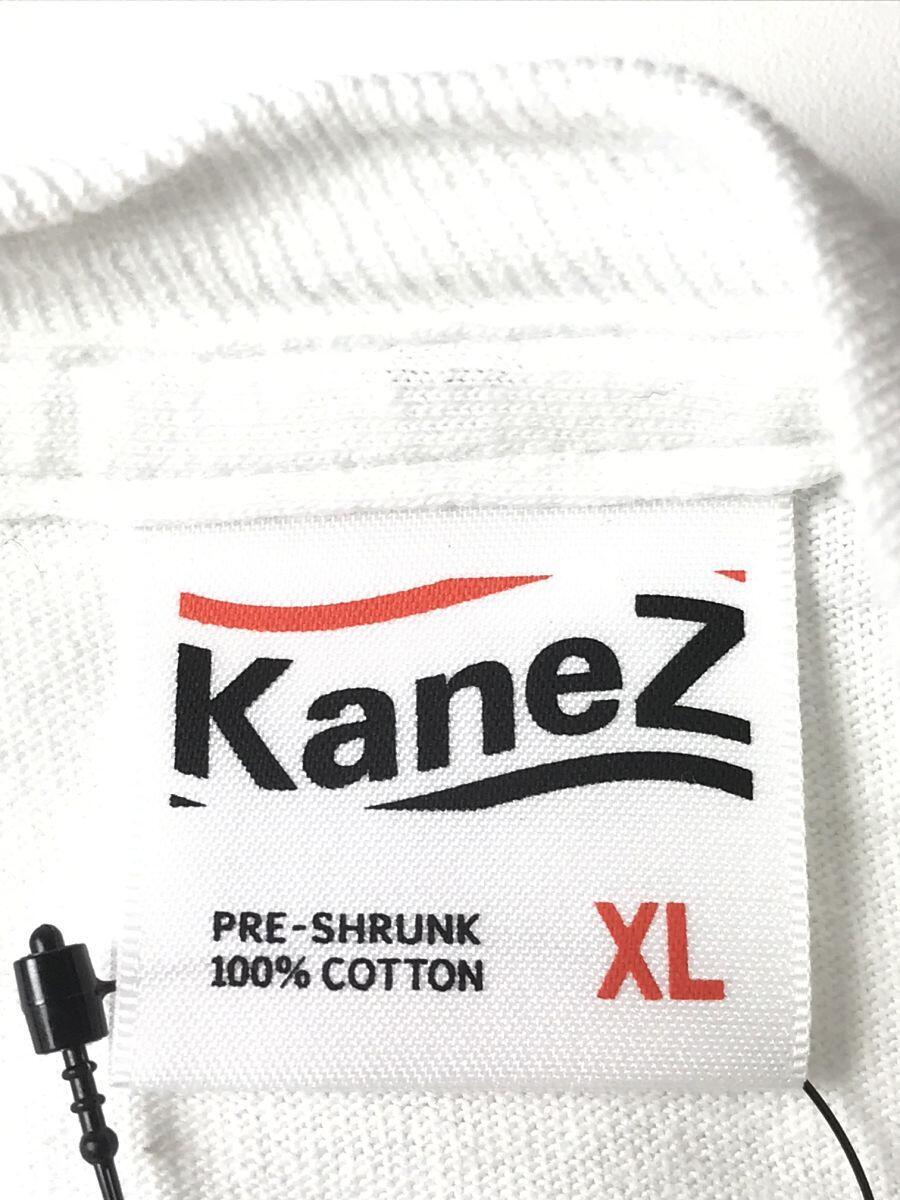 KaneZ
PRE-SHRUNK
100% COTTON
XL